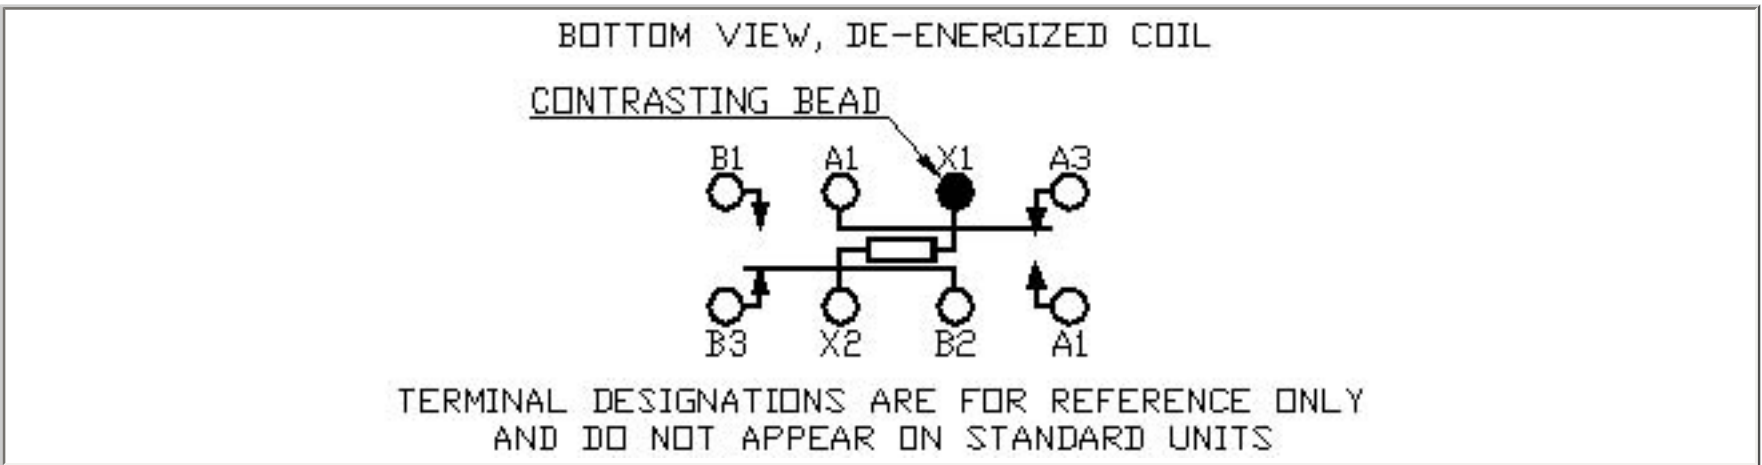 BOTTOM VIEW, DE-ENERGIZED COIL
CONTRASTING BEAD
B1 A1 X1 A3
B3 X2 B2 A1
TERMINAL DESIGNATIONS ARE FOR REFERENCE ONLY
AND DO NOT APPEAR ON STANDARD UNITS